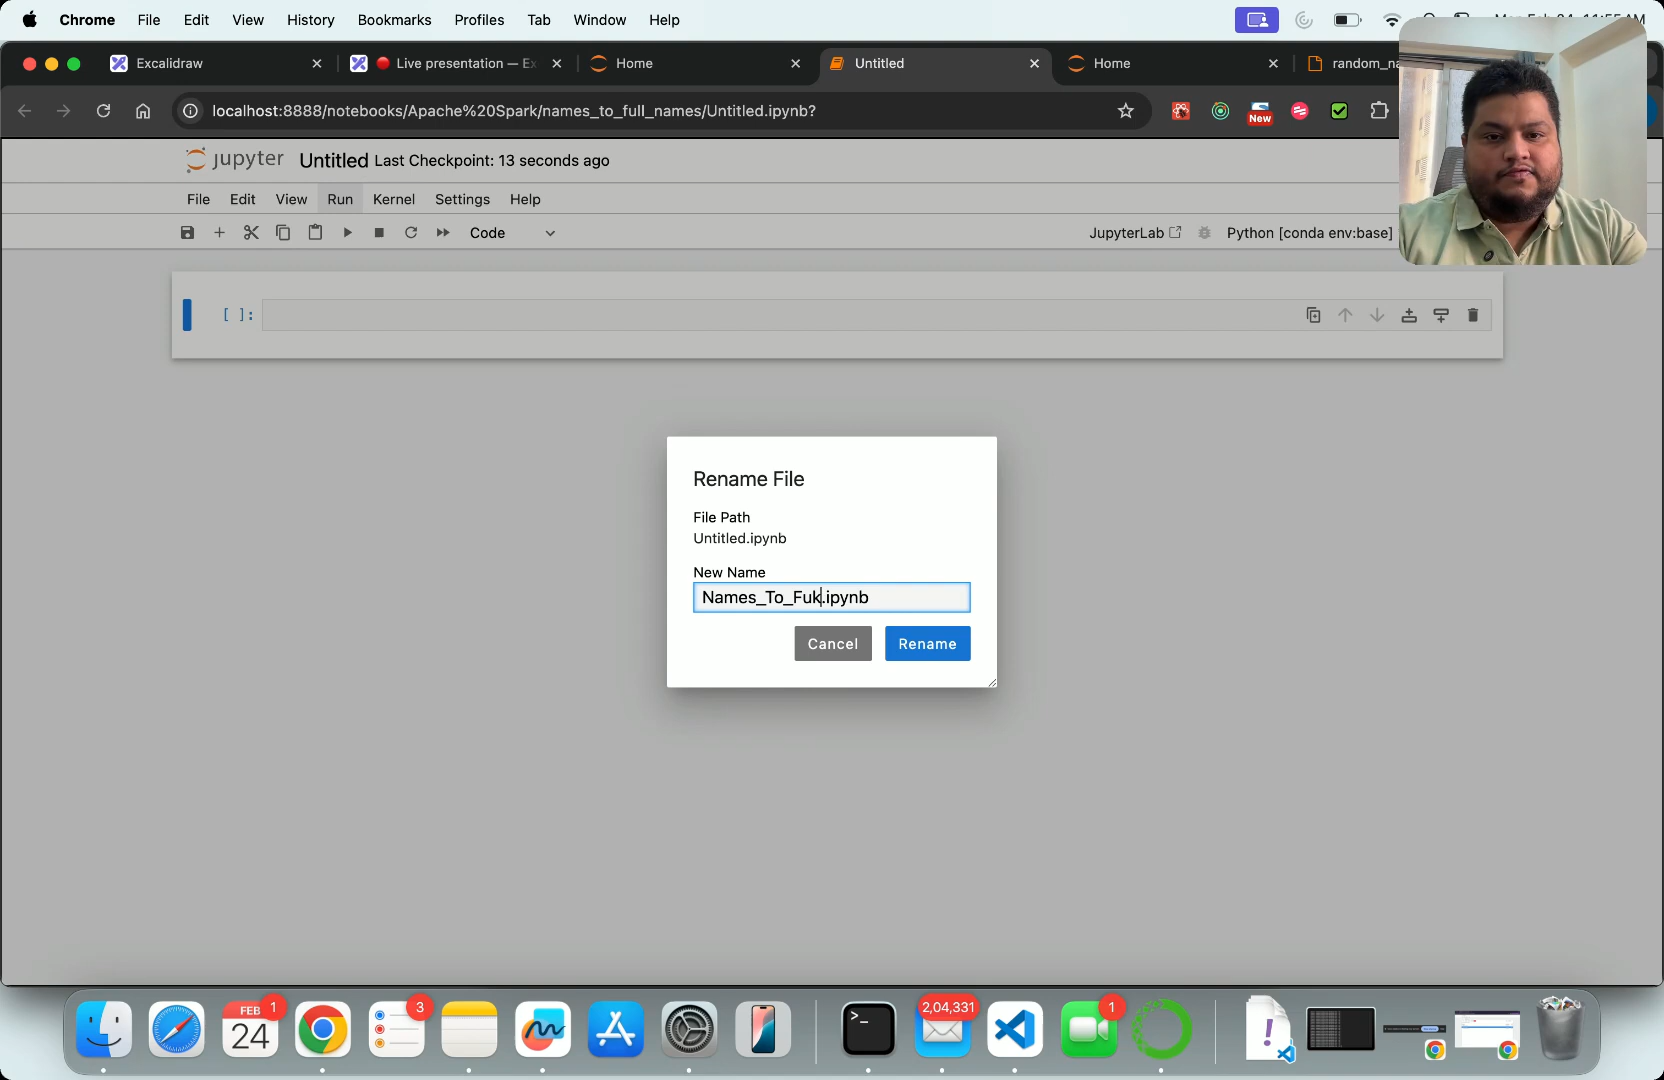 Chrome File Edit View History Bookmarks Profiles Tab Window Help
Excalidraw
Live presentation — Ex
Home
Untitled
Home
random_na
localhost:8888/notebooks/Apache%20Spark/names_to_full_names/Untitled.ipynb?
New
jupyter Untitled Last Checkpoint: 13 seconds ago
File Edit View Run Kernel Settings Help
Code
JupyterLab
Python [conda env:base]
[ ]:
Rename File
File Path
Untitled.ipynb
New Name
Names_To_Fuk.ipynb
Cancel
Rename
FEB
24
1
3
>_
2,04,331
1
!